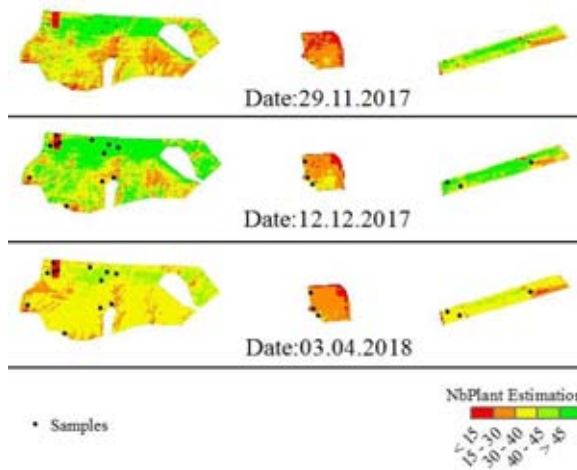 Date:29.11.2017
Date:12.12.2017
Date:03.04.2018
• Samples
NbPlant Estimation
< 15
15 - 30
30 - 40
40 - 45
> 45